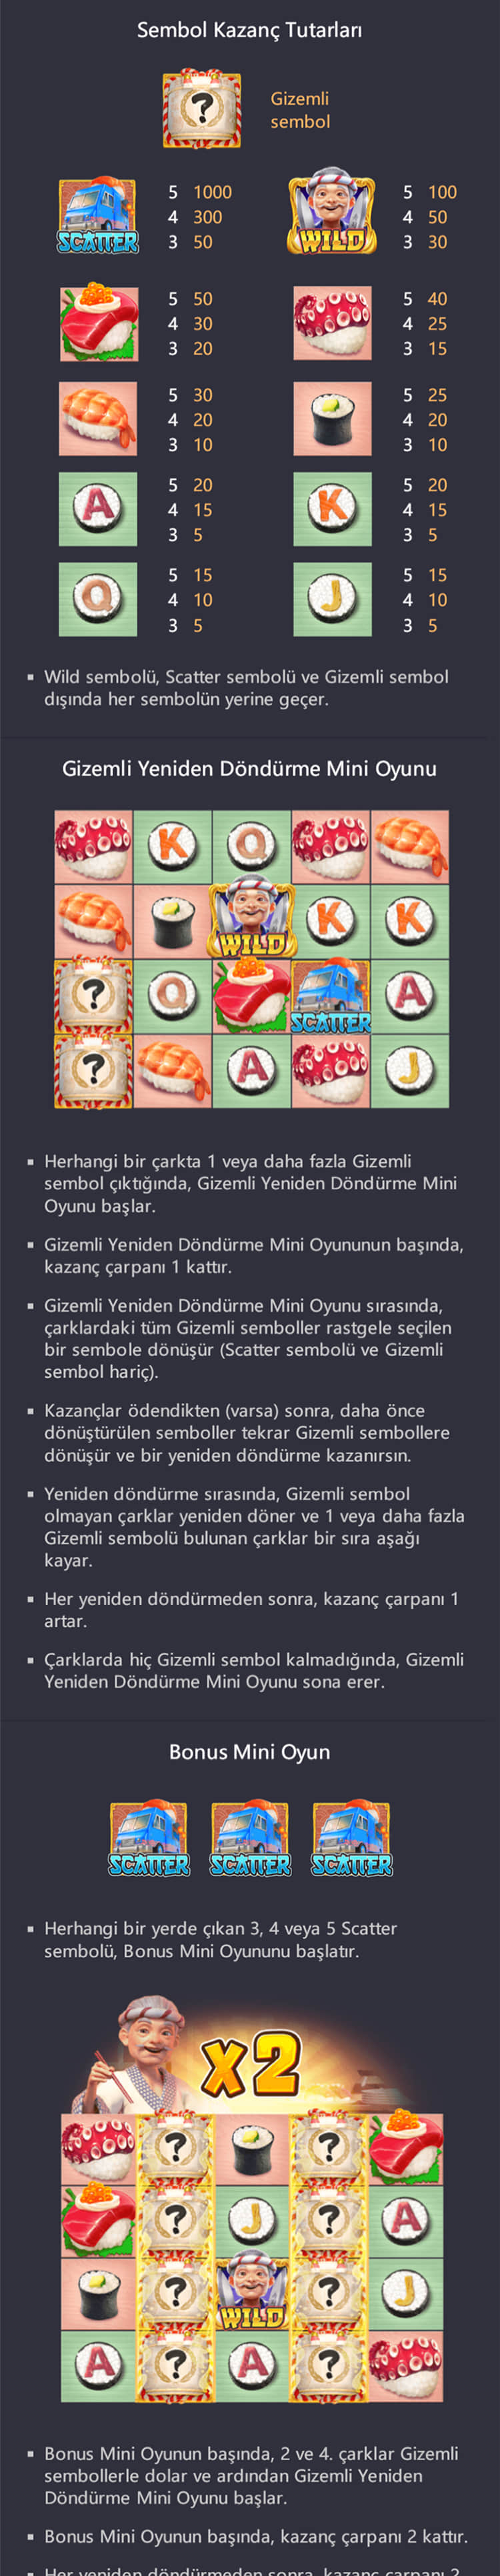 Sembol Kazanç Tutarları
?
Gizemli
sembol
SCATTER
5 1000
4 300
3 50
WILD
5 100
4 50
3 30
5 50
4 30
3 20
5 40
4 25
3 15
5 30
4 20
3 10
5 25
4 20
3 10
A
5 20
4 15
3 5
K
5 20
4 15
3 5
Q
5 15
4 10
3 5
J
5 15
4 10
3 5
▪ Wild sembolü, Scatter sembolü ve Gizemli sembol
dışında her sembolün yerine geçer.
Gizemli Yeniden Döndürme Mini Oyunu
K Q
WILD K K
? Q SCATTER A
? A J
▪ Herhangi bir çarkta 1 veya daha fazla Gizemli
sembol çıktığında, Gizemli Yeniden Döndürme Mini
Oyunu başlar.
▪ Gizemli Yeniden Döndürme Mini Oyununun başında,
kazanç çarpanı 1 kattır.
▪ Gizemli Yeniden Döndürme Mini Oyunu sırasında,
çarklardaki tüm Gizemli semboller rastgele seçilen
bir sembole dönüşür (Scatter sembolü ve Gizemli
sembol hariç).
▪ Kazançlar ödendikten (varsa) sonra, daha önce
dönüştürülen semboller tekrar Gizemli sembollere
dönüşür ve bir yeniden döndürme kazanırsın.
▪ Yeniden döndürme sırasında, Gizemli sembol
olmayan çarklar yeniden döner ve 1 veya daha fazla
Gizemli sembolü bulunan çarklar bir sıra aşağı
kayar.
▪ Her yeniden döndürmeden sonra, kazanç çarpanı 1
artar.
▪ Çarklarda hiç Gizemli sembol kalmadığında, Gizemli
Yeniden Döndürme Mini Oyunu sona erer.
Bonus Mini Oyun
SCATTER SCATTER SCATTER
▪ Herhangi bir yerde çıkan 3, 4 veya 5 Scatter
sembolü, Bonus Mini Oyununu başlatır.
x2
? ?
? J ? A
? WILD ? J
A ? A ?
▪ Bonus Mini Oyunun başında, 2 ve 4. çarklar Gizemli
sembollerle dolar ve ardından Gizemli Yeniden
Döndürme Mini Oyunu başlar.
▪ Bonus Mini Oyunun başında, kazanç çarpanı 2 kattır.
▪ Her yeniden döndürmeden sonra, kazanç çarpanı 2